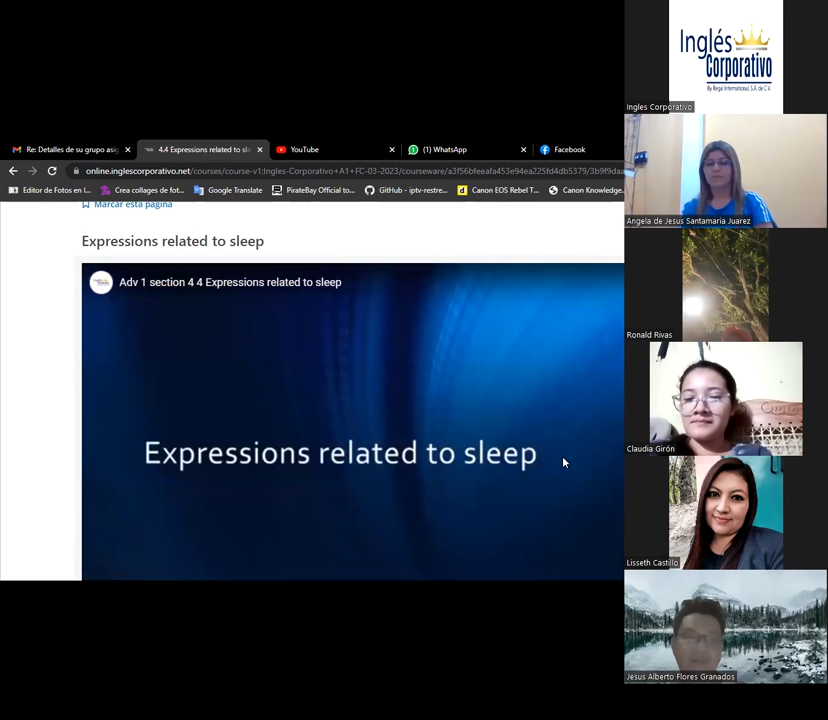 Re: Detalles de su grupo asig
4.4 Expressions related to sle
YouTube
(1) WhatsApp
Facebook
online.inglescorporativo.net/courses/course-v1:Ingles-Corporativo+A1+FC-03-2023/courseware/a3f56bfeeafa453e94ea225fd4db5379/3b9f9daa
Editor de Fotos en l...
Crea collages de fot...
Google Translate
PirateBay Official to...
GitHub - iptv-restre...
Canon EOS Rebel T...
Canon Knowledge.
Marcar esta página
Expressions related to sleep
Adv 1 section 4 4 Expressions related to sleep
Expressions related to sleep
Inglés
Corporativo
By Regal International, S.A. de C.V.
Ingles Corporativo
Angela de Jesus Santamaria Juarez
Ronald Rivas
Claudia Girón
Lisseth Castillo
Jesus Alberto Flores Granados